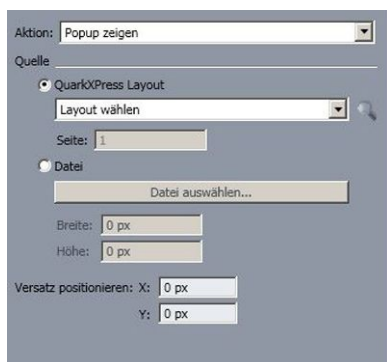 Aktion: Popup zeigen
Quelle
QuarkXPress Layout
Layout wählen
Seite: 1
Datei
Datei auswählen...
Breite: 0 px
Höhe: 0 px
Versatz positionieren: X: 0 px
Y: 0 px